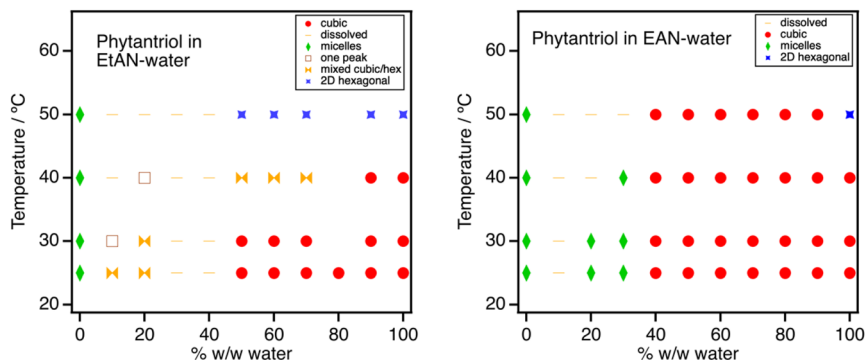 Phytantriol in
EtAN-water
cubic
dissolved
micelles
one peak
mixed cubic/hex
2D hexagonal
Temperature / ºC
60
50
40
30
20
0
20
40
60
80
100
% w/w water
Phytantriol in EAN-water
dissolved
cubic
micelles
2D hexagonal
Temperature / ºC
60
50
40
30
20
0
20
40
60
80
100
% w/w water